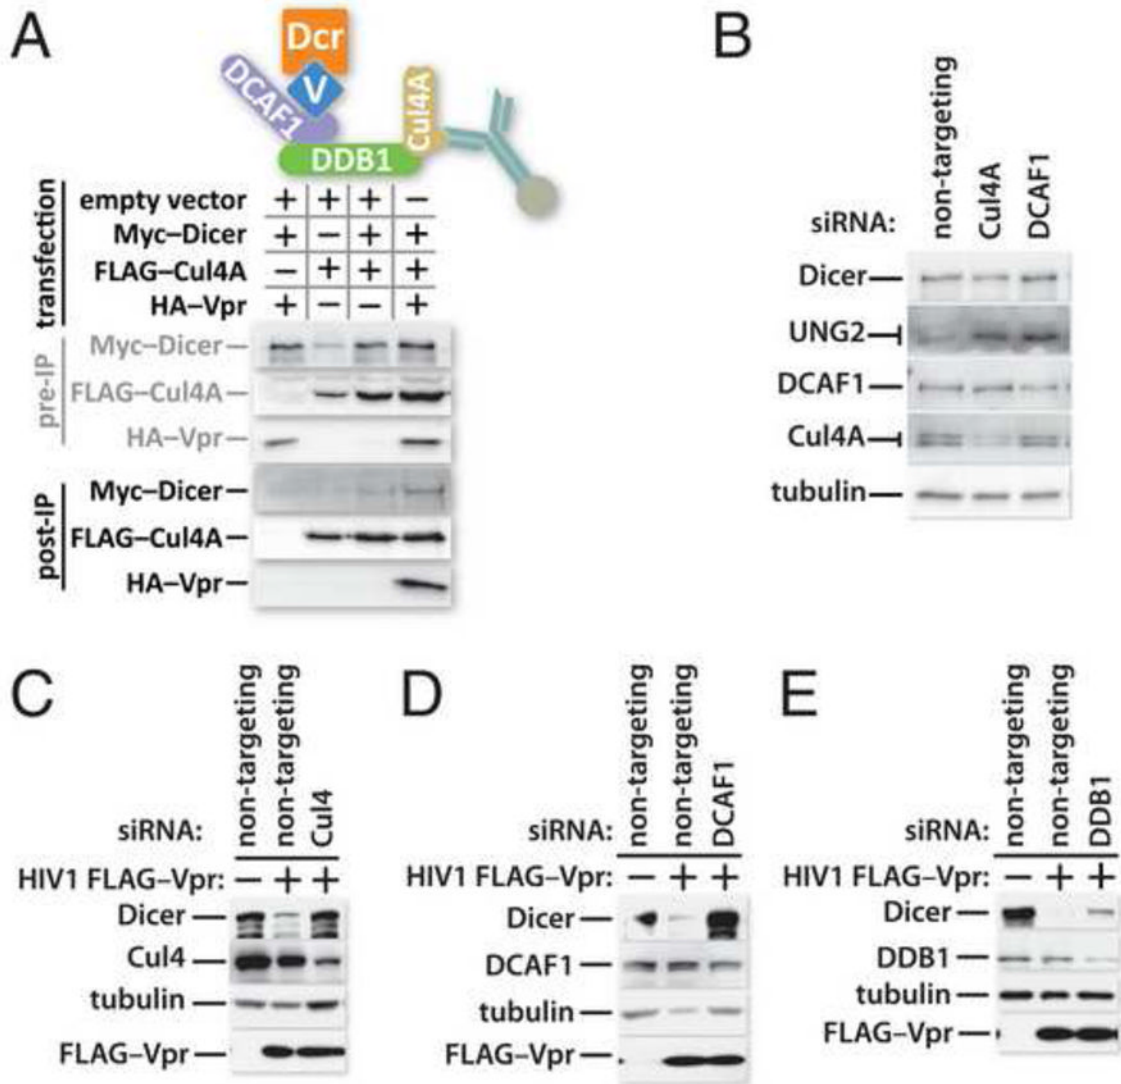 A
Dcr
V
DCAF1
Cul4A
DDB1
transfection
empty vector + + + −
Myc–Dicer + − + +
FLAG–Cul4A − + + +
HA–Vpr + − − +
pre-IP
Myc–Dicer
FLAG–Cul4A
HA–Vpr
post-IP
Myc–Dicer
FLAG–Cul4A
HA–Vpr
B
siRNA: non-targeting Cul4A DCAF1
Dicer
UNG2
DCAF1
Cul4A
tubulin
C
siRNA: non-targeting non-targeting Cul4
HIV1 FLAG–Vpr: − + +
Dicer
Cul4
tubulin
FLAG–Vpr
D
siRNA: non-targeting non-targeting DCAF1
HIV1 FLAG–Vpr: − + +
Dicer
DCAF1
tubulin
FLAG–Vpr
E
siRNA: non-targeting non-targeting DDB1
HIV1 FLAG–Vpr: − + +
Dicer
DDB1
tubulin
FLAG–Vpr